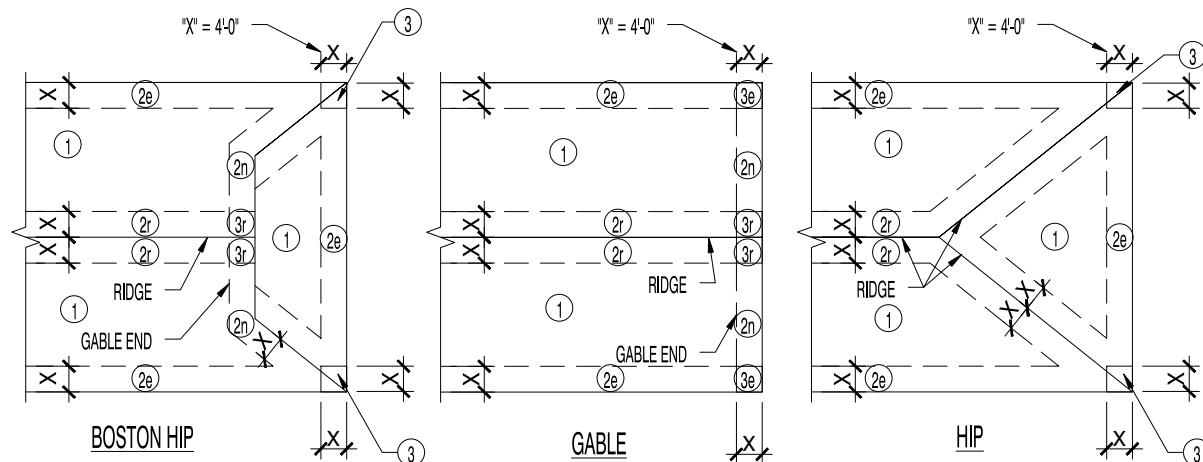 "X" = 4'-0"
3
X
2e
X
X
1
2n
2r
3r
X
1
2e
2r
3r
X
RIDGE
1
GABLE END
2n
X
X
2e
X
X
X
3
BOSTON HIP
"X" = 4'-0"
X
2e
3e
X
1
2n
2r
3r
X
2r
3r
X
RIDGE
1
2n
GABLE END
2e
3e
X
X
GABLE
"X" = 4'-0"
X
3
2e
X
X
1
2r
X
1
2e
2r
X
RIDGE
1
X
X
2e
X
X
X
3
HIP